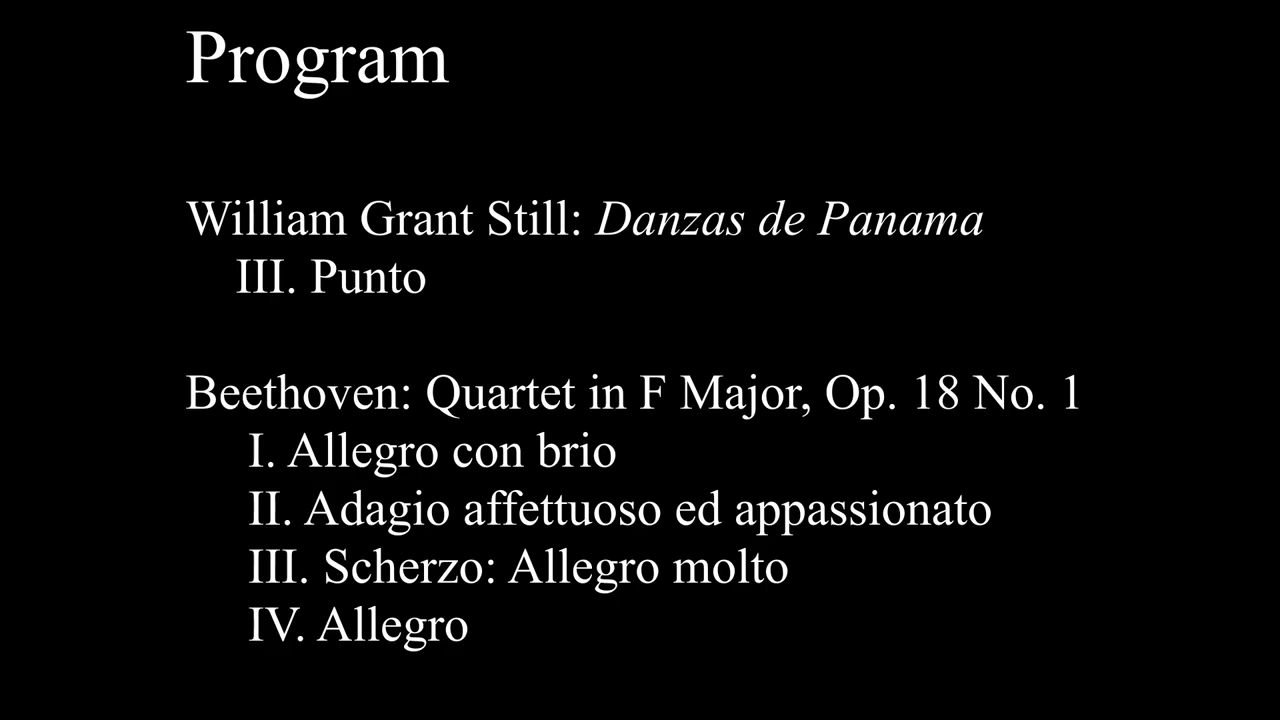 Program
William Grant Still: Danzas de Panama
III. Punto
Beethoven: Quartet in F Major, Op. 18 No. 1
I. Allegro con brio
II. Adagio affettuoso ed appassionato
III. Scherzo: Allegro molto
IV. Allegro